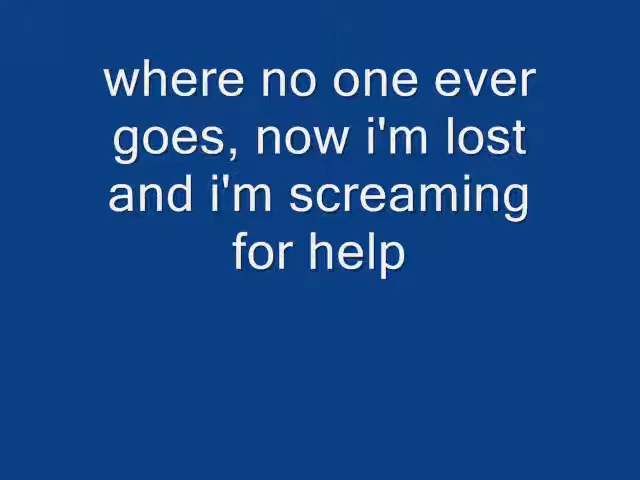 where no one ever
goes, now i'm lost
and i'm screaming
for help